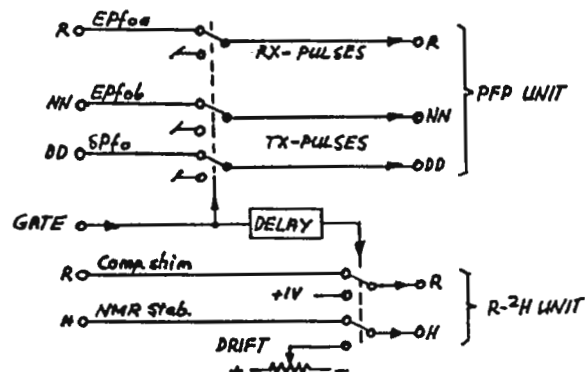 R EPfoa
RX-PULSES R
NN EPfob
NN
PFP UNIT
DD SPfo
TX-PULSES
DD
GATE
DELAY
R Comp.shim
R
+1V
H NMR Stab.
H
R-²H UNIT
DRIFT
+ -